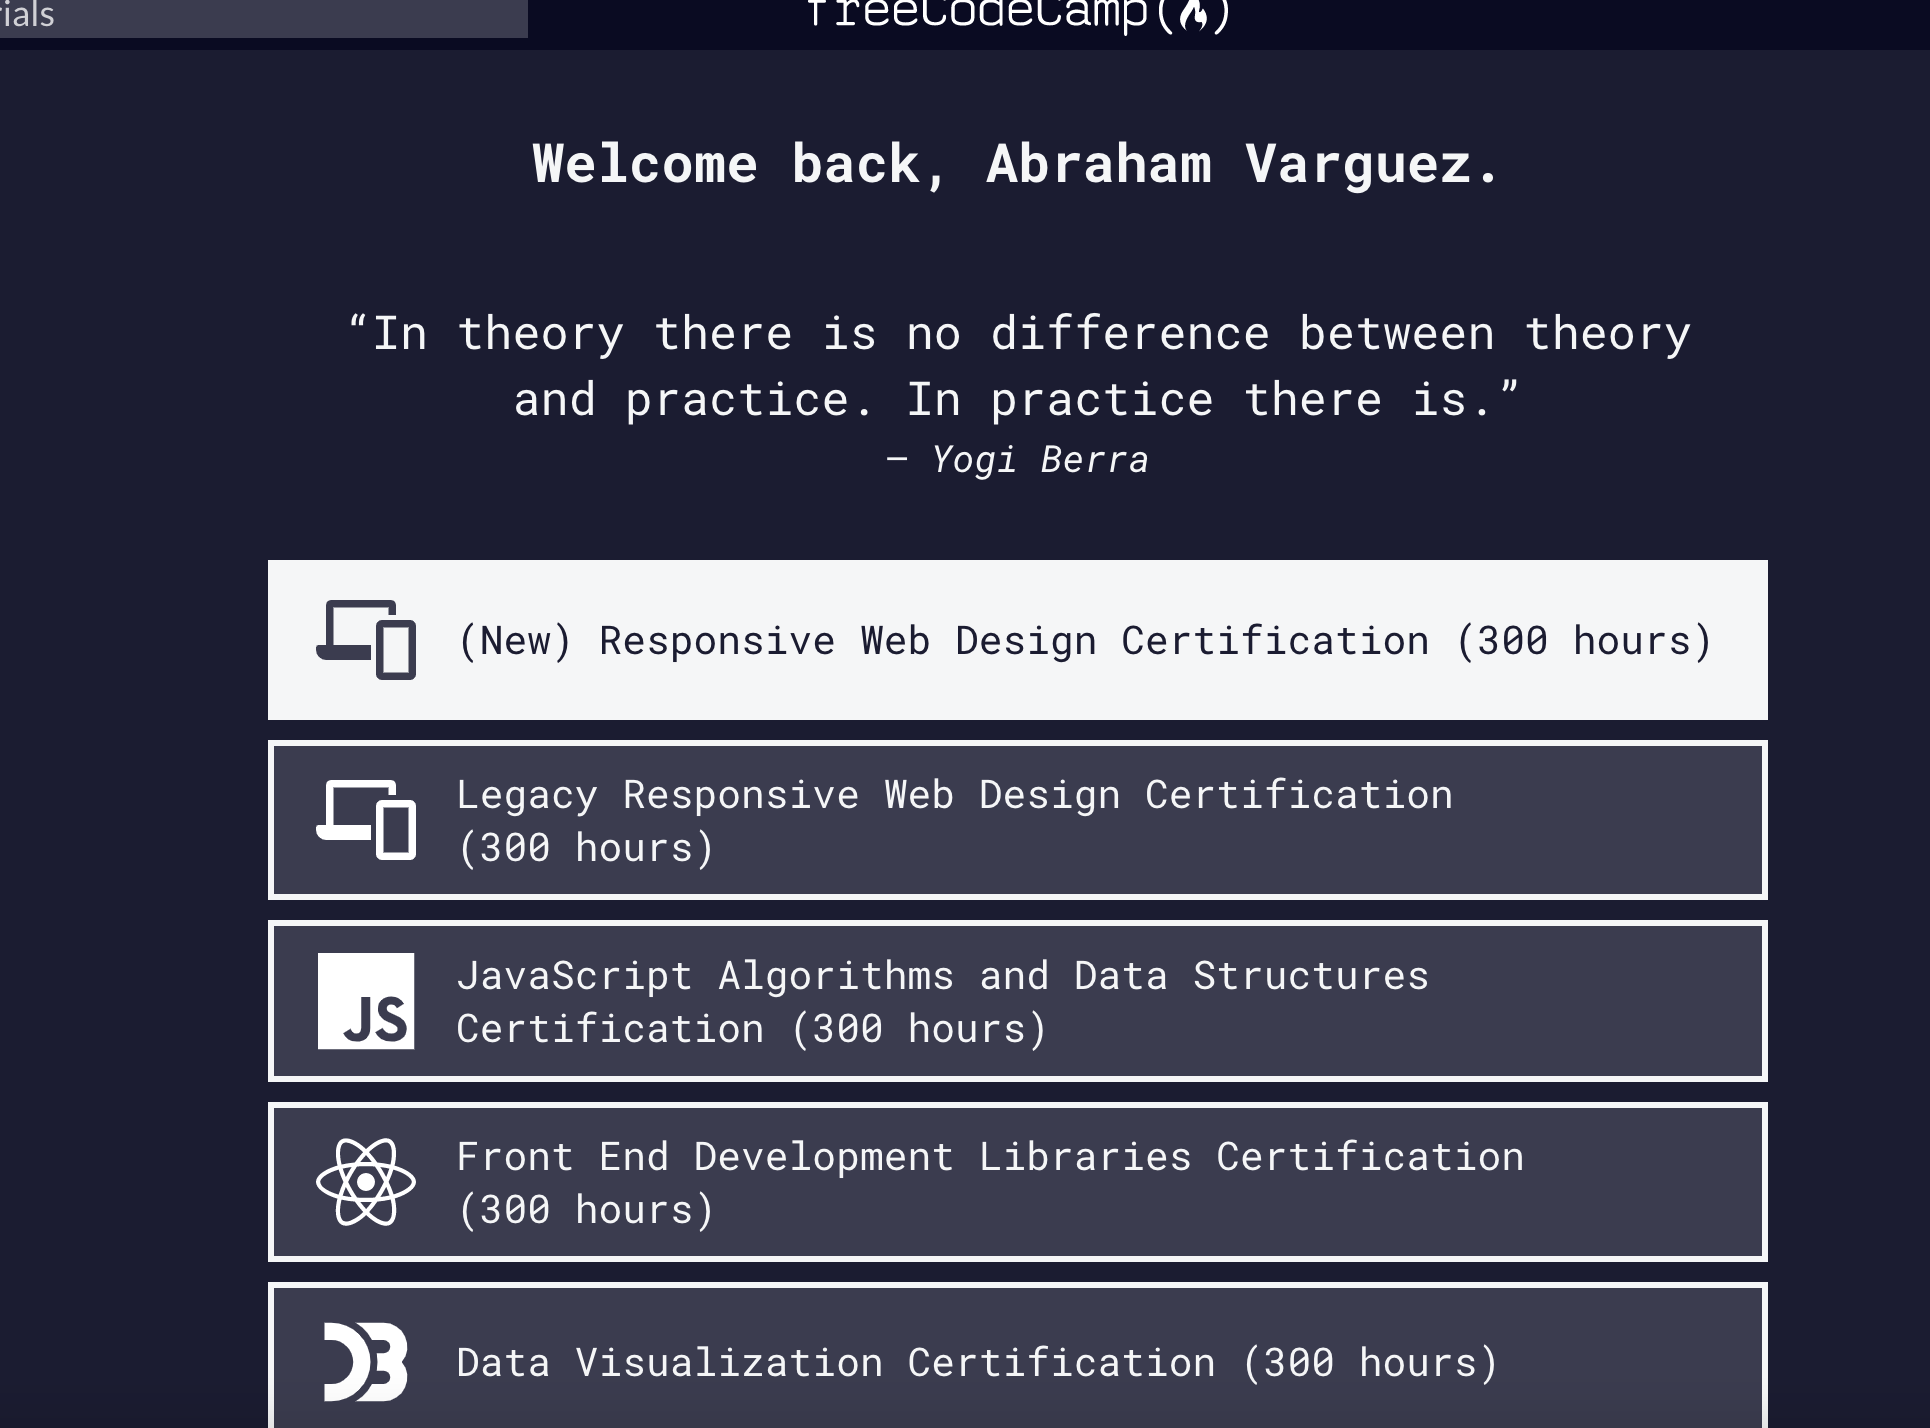 freeCodeCamp
Welcome back, Abraham Varguez.
“In theory there is no difference between theory
and practice. In practice there is.”
— Yogi Berra
(New) Responsive Web Design Certification (300 hours)
Legacy Responsive Web Design Certification
(300 hours)
JS
JavaScript Algorithms and Data Structures
Certification (300 hours)
Front End Development Libraries Certification
(300 hours)
Data Visualization Certification (300 hours)